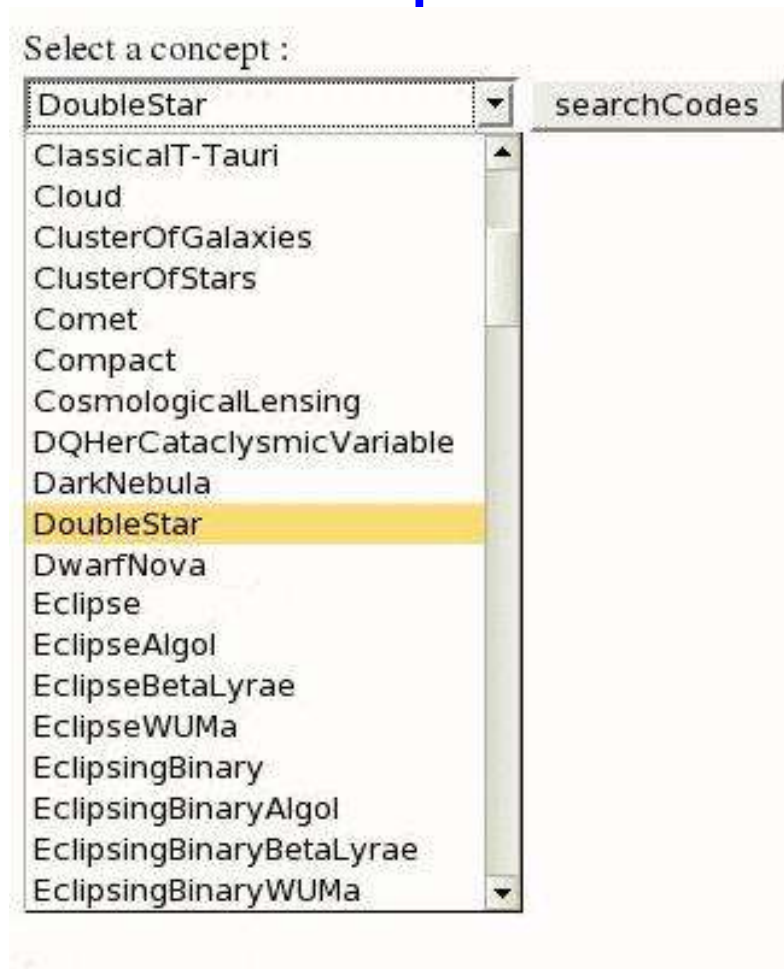 Select a concept :
DoubleStar searchCodes
ClassicalT-Tauri
Cloud
ClusterOfGalaxies
ClusterOfStars
Comet
Compact
CosmologicalLensing
DQHerCataclysmicVariable
DarkNebula
DoubleStar
DwarfNova
Eclipse
EclipseAlgol
EclipseBetaLyrae
EclipseWUMa
EclipsingBinary
EclipsingBinaryAlgol
EclipsingBinaryBetaLyrae
EclipsingBinaryWUMa